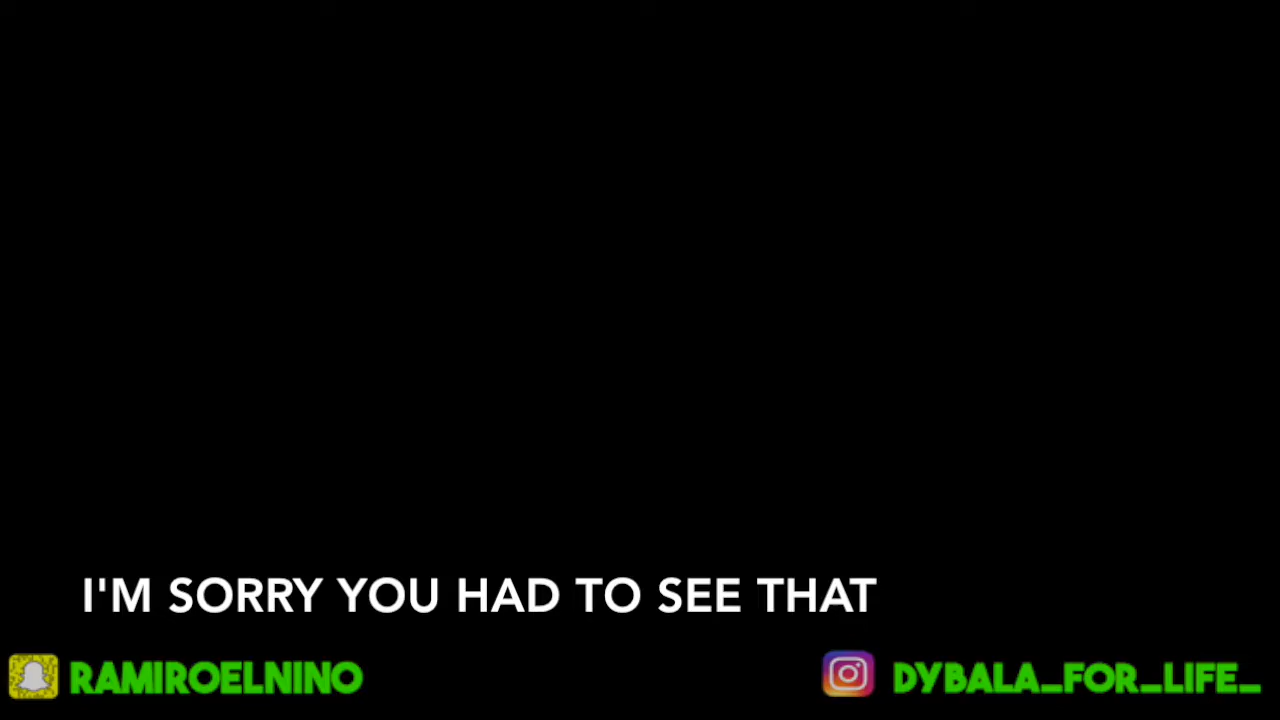 I'M SORRY YOU HAD TO SEE THAT
RAMIROELNINO
DYBALA_FOR_LIFE_